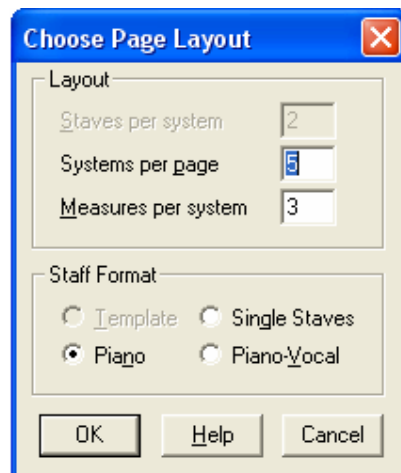 Choose Page Layout
Layout
Staves per system 2
Systems per page 5
Measures per system 3
Staff Format
Template Single Staves
Piano Piano-Vocal
OK Help Cancel